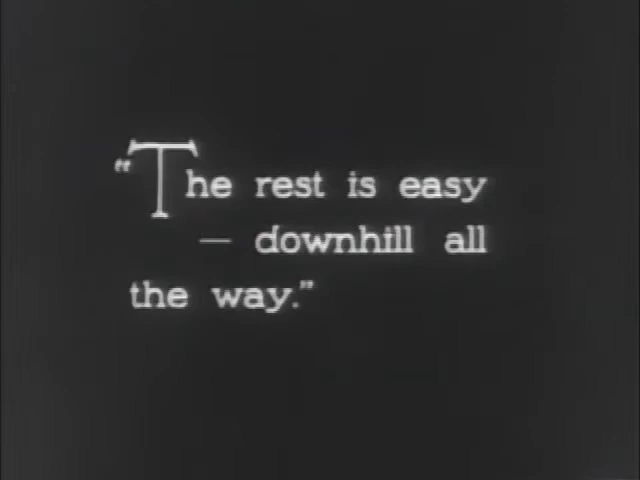 "The rest is easy
— downhill all
the way."